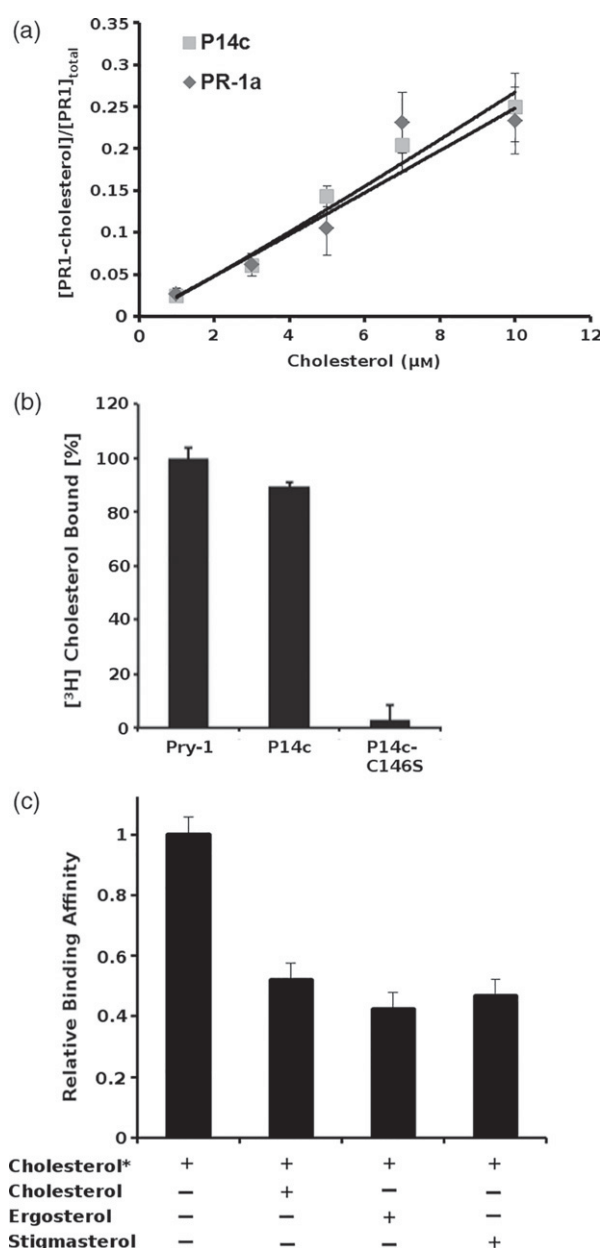 (a)
P14c
PR-1a
[PR1-cholesterol]/[PR1]total
0.35
0.3
0.25
0.2
0.15
0.1
0.05
0
0 2 4 6 8 10 12
Cholesterol (μM)
(b)
[³H] Cholesterol Bound [%]
120
100
80
60
40
20
0
Pry-1 P14c P14c-
C146S
(c)
Relative Binding Affinity
1
0.8
0.6
0.4
0.2
0
Cholesterol* + + + +
Cholesterol – + – –
Ergosterol – – + –
Stigmasterol – – – +